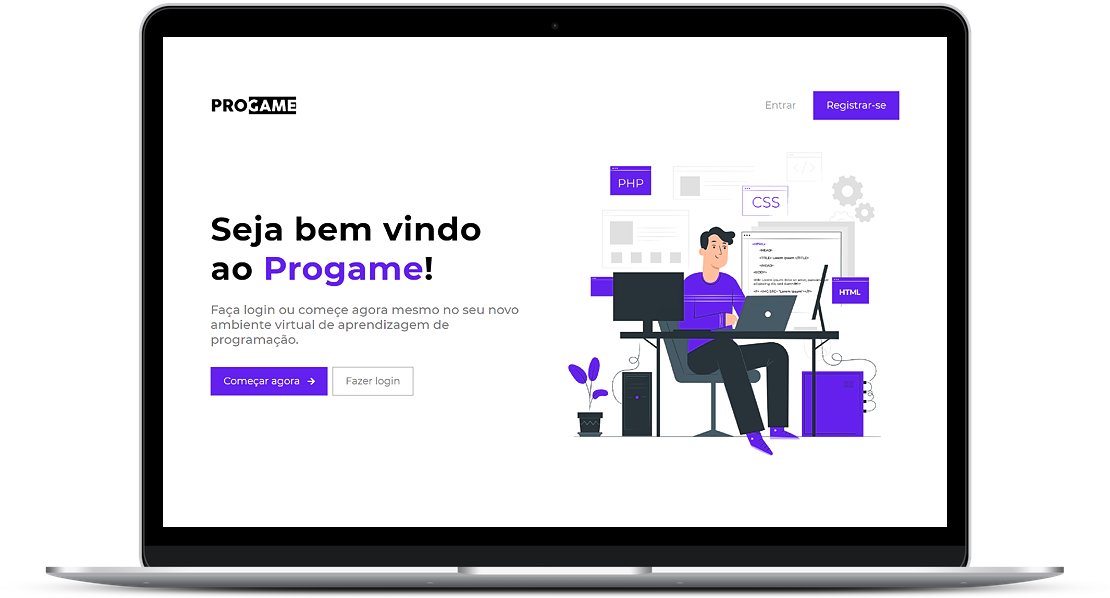 PROGAME
Entrar
Registrar-se
PHP
CSS
Seja bem vindo
ao Progame!
HTML
Faça login ou começe agora mesmo no seu novo
ambiente virtual de aprendizagem de
programação.
Começar agora →
Fazer login